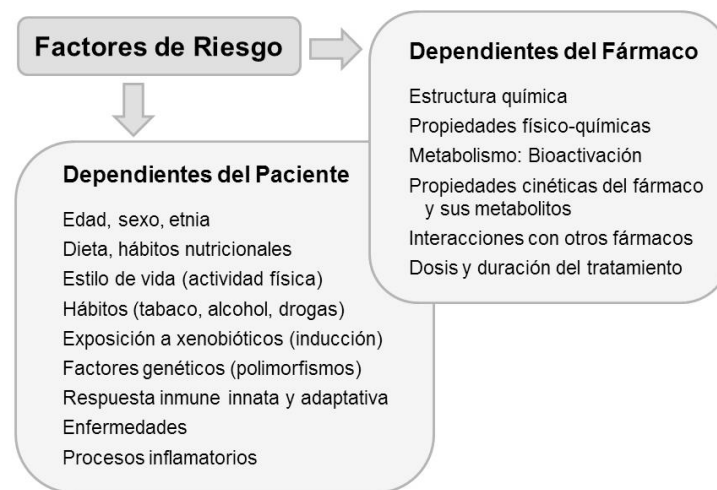 Factores de Riesgo
Dependientes del Fármaco
Estructura química
Propiedades físico-químicas
Metabolismo: Bioactivación
Propiedades cinéticas del fármaco
y sus metabolitos
Interacciones con otros fármacos
Dosis y duración del tratamiento
Dependientes del Paciente
Edad, sexo, etnia
Dieta, hábitos nutricionales
Estilo de vida (actividad física)
Hábitos (tabaco, alcohol, drogas)
Exposición a xenobióticos (inducción)
Factores genéticos (polimorfismos)
Respuesta inmune innata y adaptativa
Enfermedades
Procesos inflamatorios